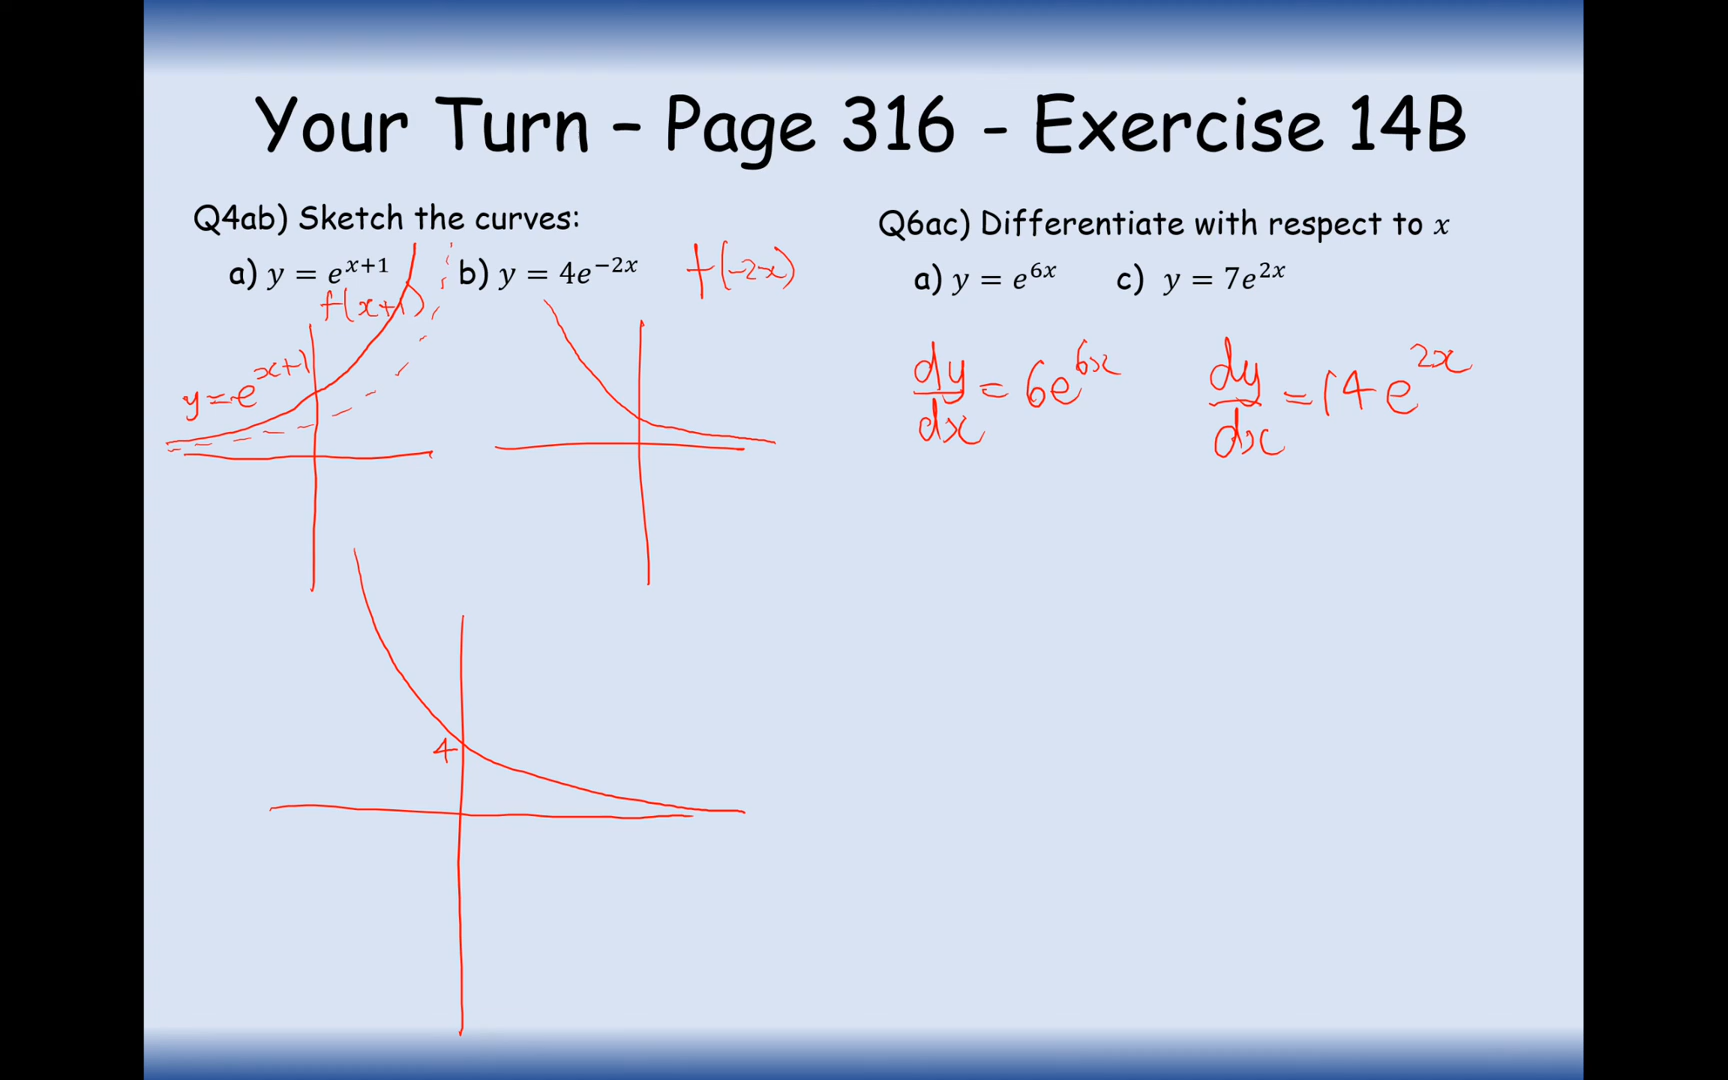 Your Turn – Page 316 - Exercise 14B
Q4ab) Sketch the curves:
a) y = e^{x+1} b) y = 4e^{−2x}
f(x+1)
f(-2x)
y=e^{x+1}
4
Q6ac) Differentiate with respect to x
a) y = e^{6x} c) y = 7e^{2x}
dy/dx = 6e^{6x} dy/dx = 14e^{2x}